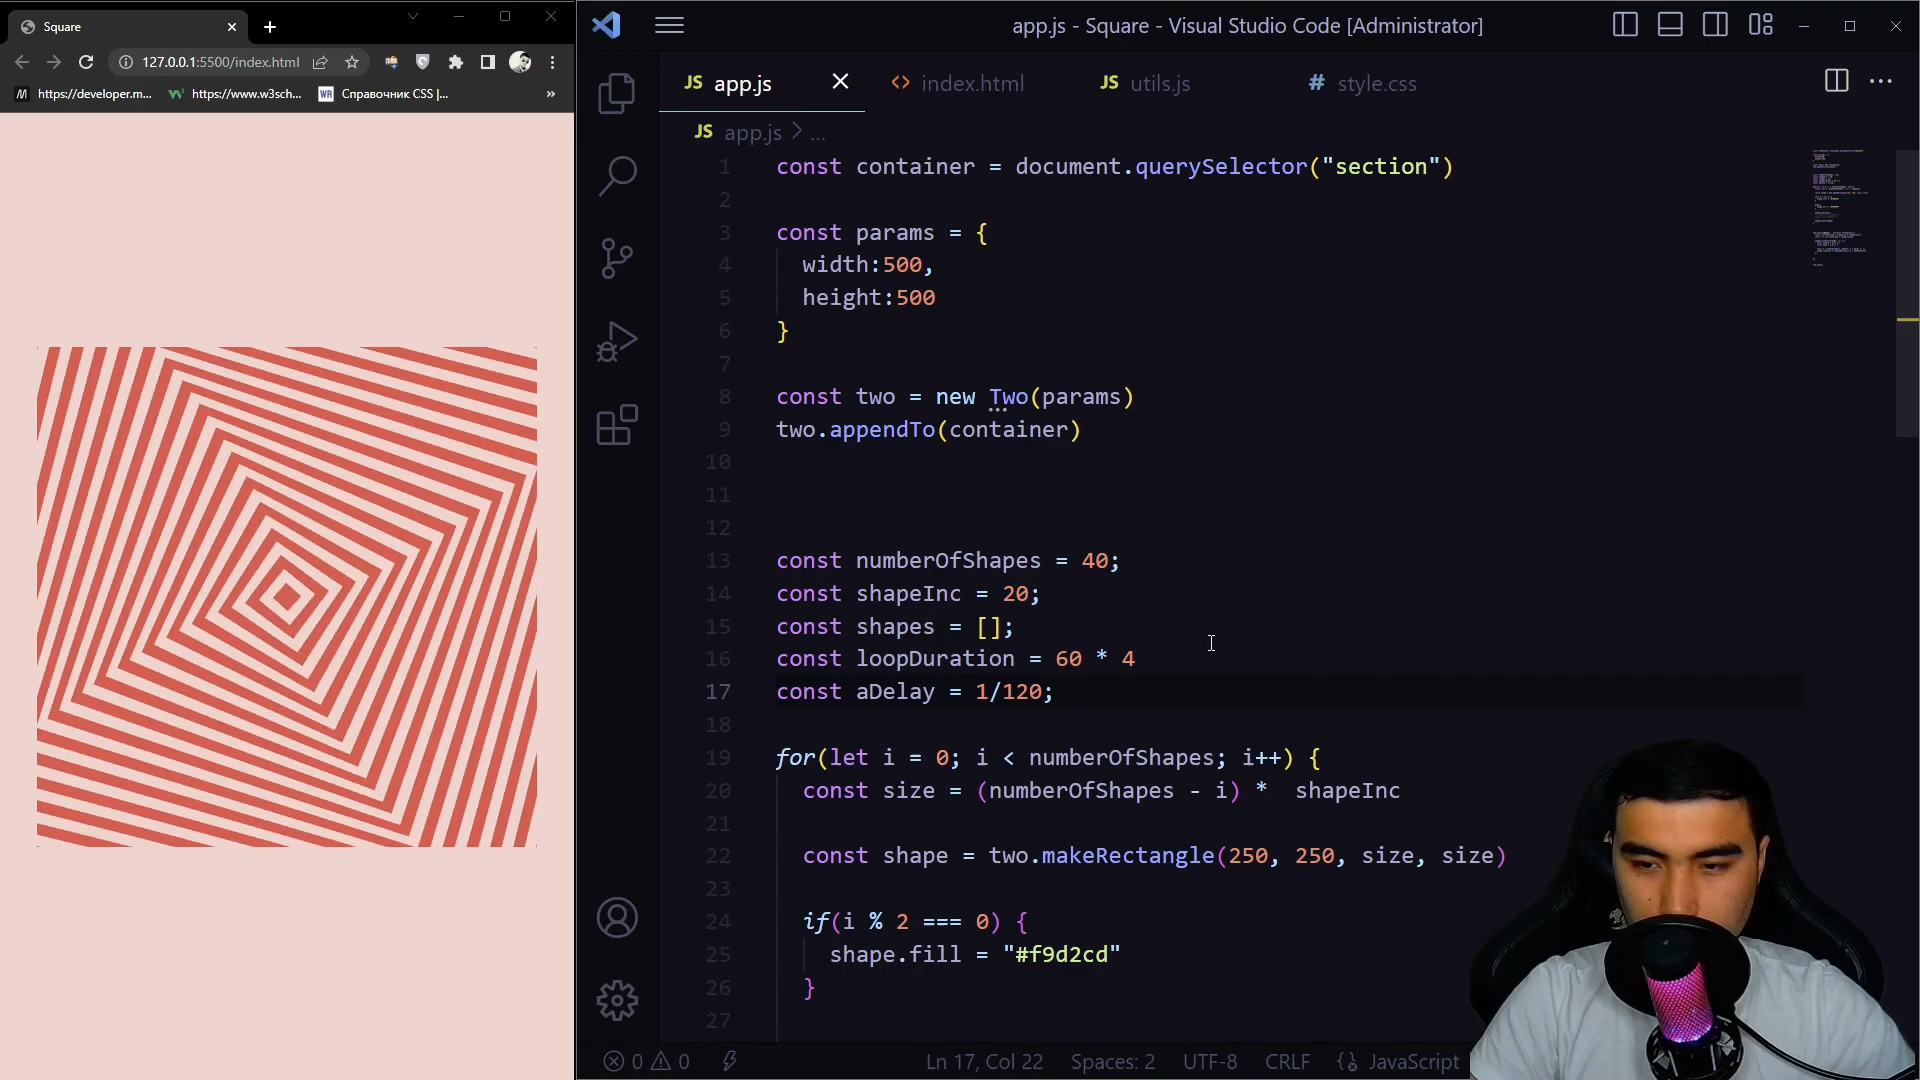 Square
127.0.0.1:5500/index.html
https://developer.m...
https://www.w3sch...
WR Справочник CSS |...
»
app.js - Square - Visual Studio Code [Administrator]
JS app.js
<> index.html
JS utils.js
# style.css
JS app.js > ...
1 const container = document.querySelector("section")
2
3 const params = {
4 width:500,
5 height:500
6 }
7
8 const two = new Two(params)
9 two.appendTo(container)
10
11
12
13 const numberOfShapes = 40;
14 const shapeInc = 20;
15 const shapes = [];
16 const loopDuration = 60 * 4
17 const aDelay = 1/120;
18
19 for(let i = 0; i < numberOfShapes; i++) {
20 const size = (numberOfShapes - i) * shapeInc
21
22 const shape = two.makeRectangle(250, 250, size, size)
23
24 if(i % 2 === 0) {
25 shape.fill = "#f9d2cd"
26 }
27
0 0 Ln 17, Col 22 Spaces: 2 UTF-8 CRLF {} JavaScript